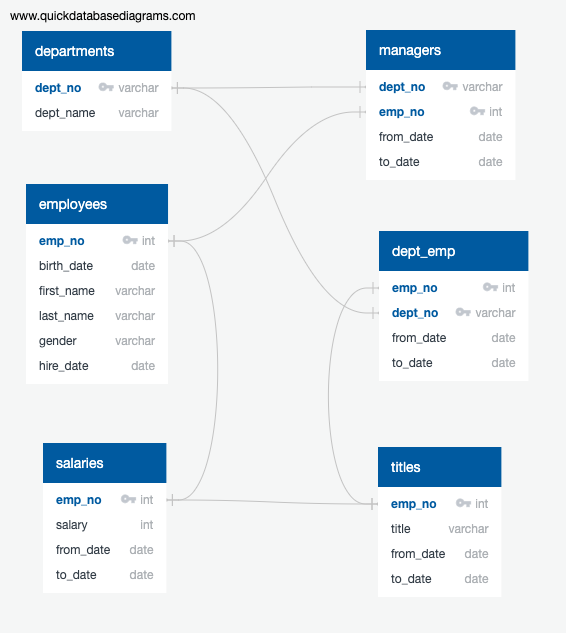 www.quickdatabasediagrams.com
departments
dept_no varchar
dept_name varchar
managers
dept_no varchar
emp_no int
from_date date
to_date date
employees
emp_no int
birth_date date
first_name varchar
last_name varchar
gender varchar
hire_date date
dept_emp
emp_no int
dept_no varchar
from_date date
to_date date
salaries
emp_no int
salary int
from_date date
to_date date
titles
emp_no int
title varchar
from_date date
to_date date